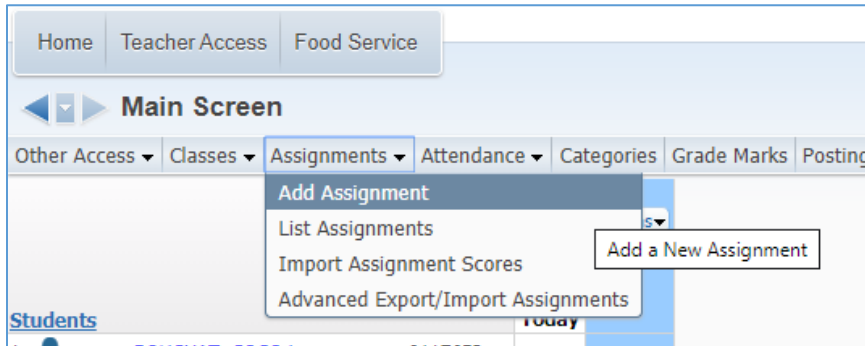 Home Teacher Access Food Service
Main Screen
Other Access Classes Assignments Attendance Categories Grade Marks Posting
Add Assignment
List Assignments
Add a New Assignment
Import Assignment Scores
Advanced Export/Import Assignments
Students
Today